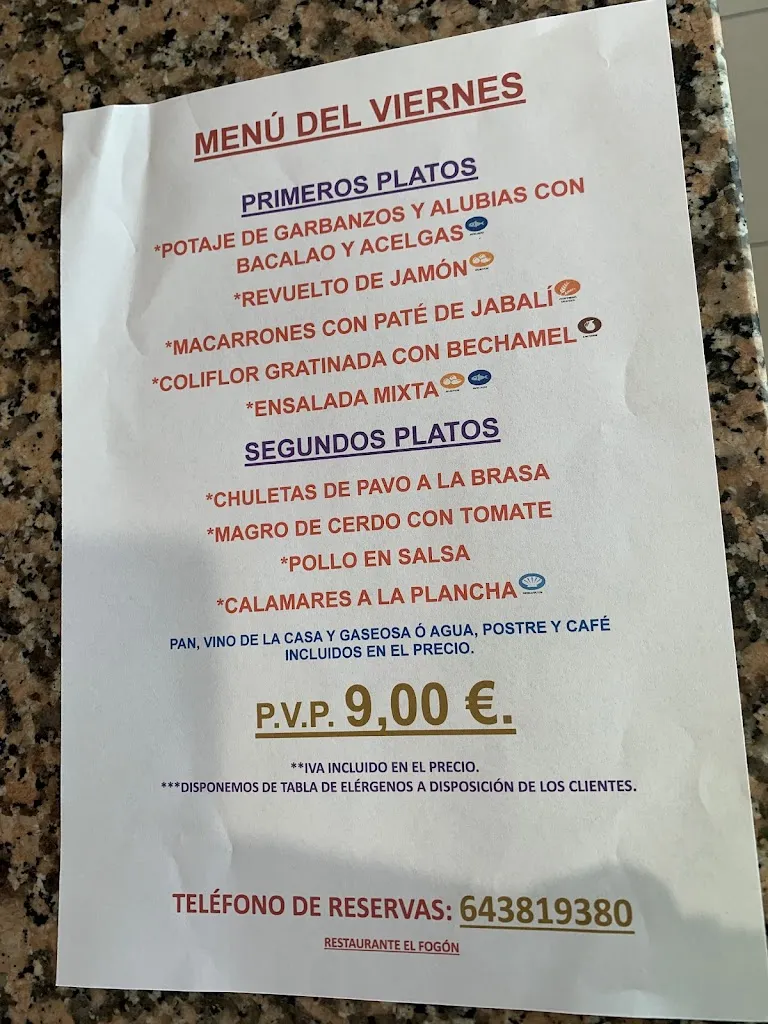 MENÚ DEL VIERNES
PRIMEROS PLATOS
*POTAJE DE GARBANZOS Y ALUBIAS CON
BACALAO Y ACELGAS
*REVUELTO DE JAMÓN
*MACARRONES CON PATÉ DE JABALÍ
*COLIFLOR GRATINADA CON BECHAMEL
*ENSALADA MIXTA
SEGUNDOS PLATOS
*CHULETAS DE PAVO A LA BRASA
*MAGRO DE CERDO CON TOMATE
*POLLO EN SALSA
*CALAMARES A LA PLANCHA
PAN, VINO DE LA CASA Y GASEOSA Ó AGUA, POSTRE Y CAFÉ
INCLUIDOS EN EL PRECIO.
P.V.P. 9,00 €.
**IVA INCLUIDO EN EL PRECIO.
***DISPONEMOS DE TABLA DE ELÉRGENOS A DISPOSICIÓN DE LOS CLIENTES.
TELÉFONO DE RESERVAS: 643819380
RESTAURANTE EL FOGÓN